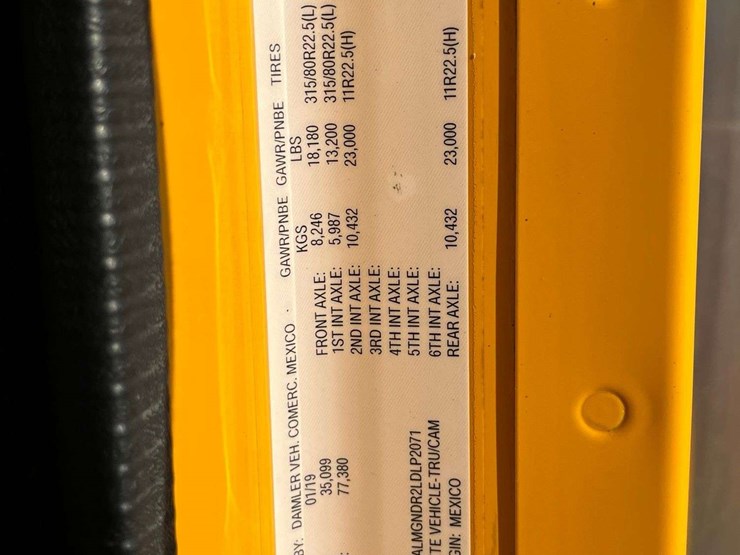 BY: DAIMLER VEH. COMERC. MEXICO · GAWR/PNBE GAWR/PNBE TIRES
01/19 KGS LBS
35,099 FRONT AXLE: 8,246 18,180 315/80R22.5(L)
77,380 1ST INT AXLE: 5,987 13,200 315/80R22.5(L)
: 2ND INT AXLE: 10,432 23,000 11R22.5(H)
3RD INT AXLE:
4TH INT AXLE:
5TH INT AXLE:
ALMGNDR2LDLP2071
TE VEHICLE-TRU/CAM 6TH INT AXLE:
GIN: MEXICO REAR AXLE: 10,432 23,000 11R22.5(H)